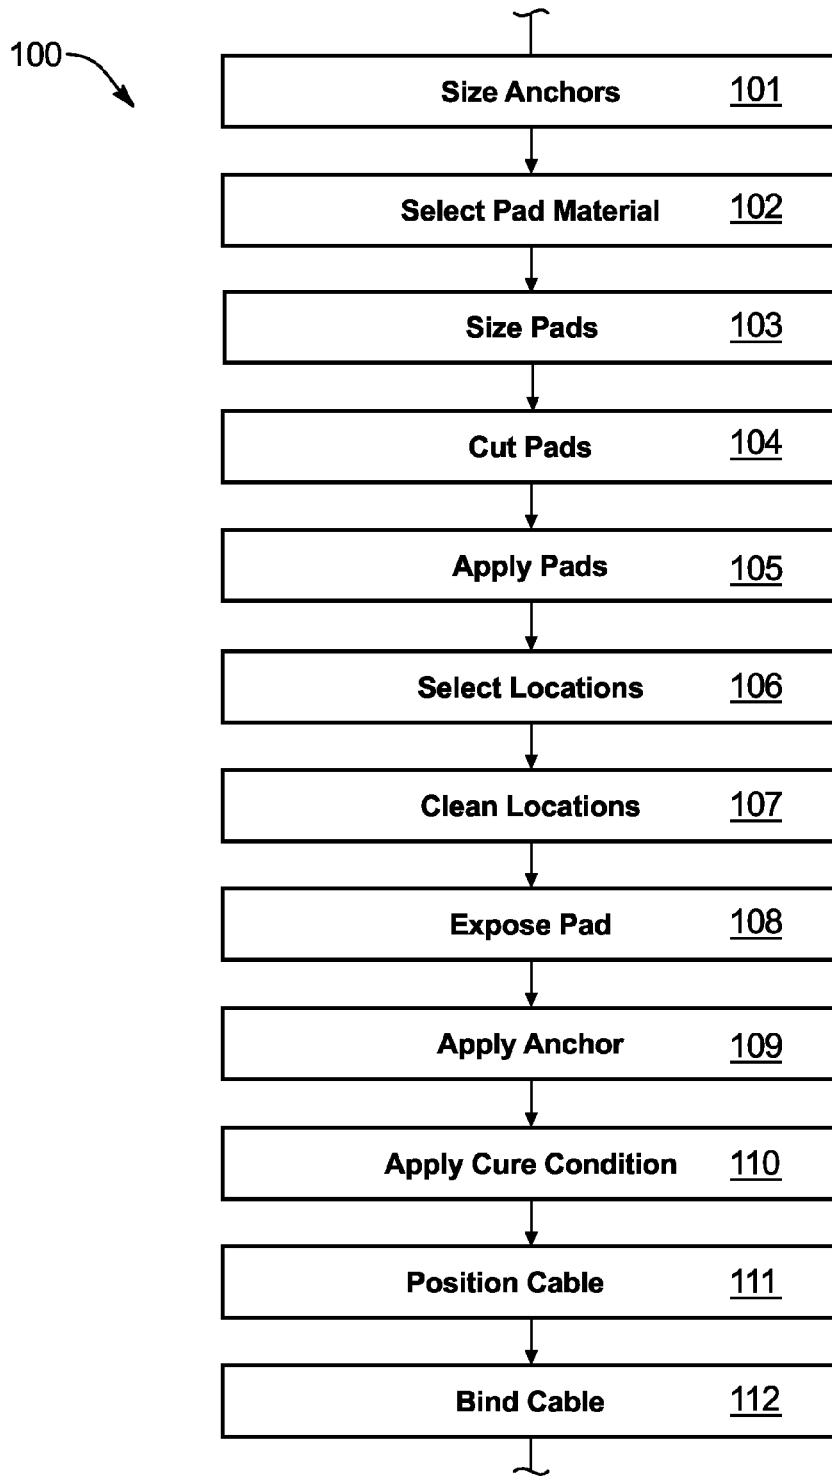 100
Size Anchors 101
Select Pad Material 102
Size Pads 103
Cut Pads 104
Apply Pads 105
Select Locations 106
Clean Locations 107
Expose Pad 108
Apply Anchor 109
Apply Cure Condition 110
Position Cable 111
Bind Cable 112